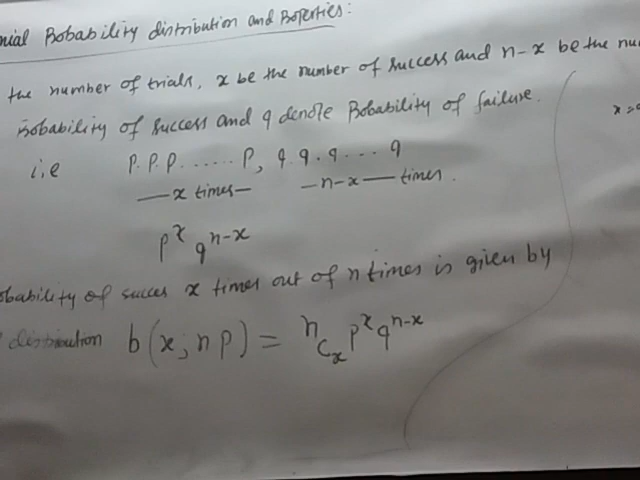 nial Probability distribution and Properties:
the number of trials, x be the number of success and n-x be the nu
Probability of success and q denote Probability of failure.
x =
i,e P.P.P ...... P, q.q.q ... q
— x times — — n-x — times.
p^x q^{n-x}
obability of succes x times out of n times is given by
distribution b(x; n p) = ^nC_x p^x q^{n-x}